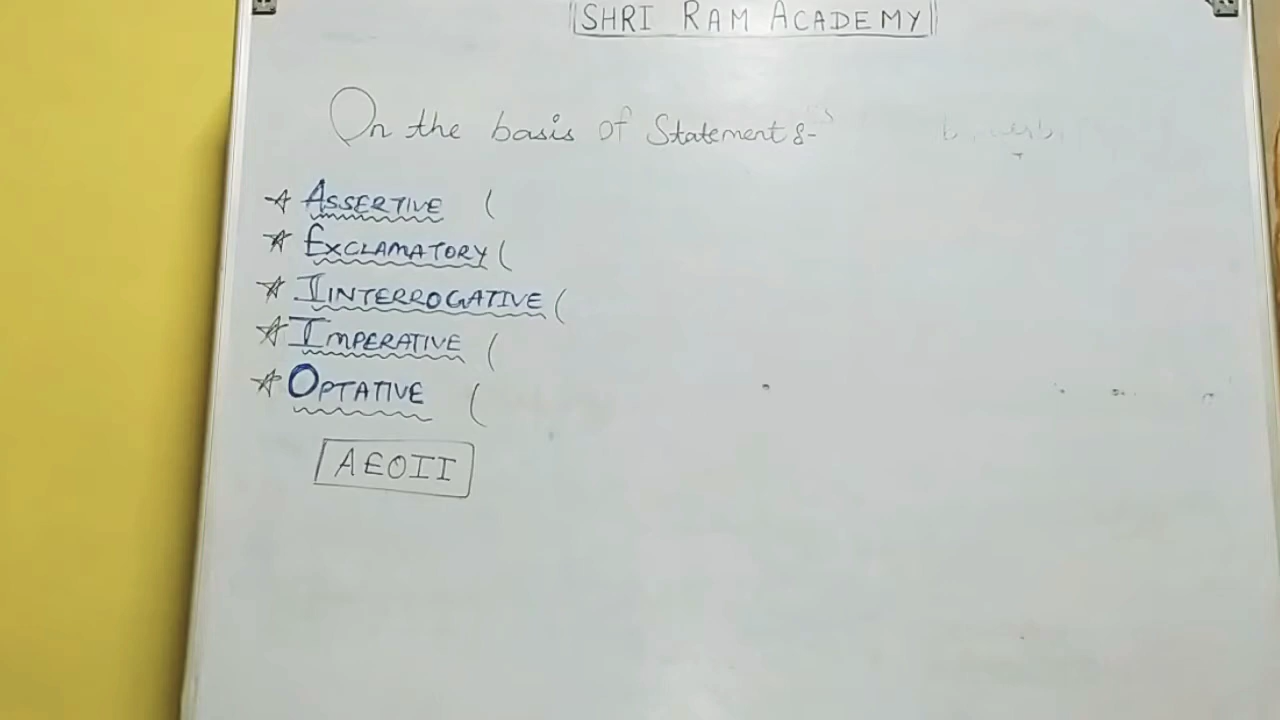 SHRI RAM ACADEMY
On the basis of Statement :-
☆ ASSERTIVE (
☆ EXCLAMATORY (
☆ IINTERROGATIVE (
☆ IMPERATIVE (
☆ OPTATIVE (
AEOII